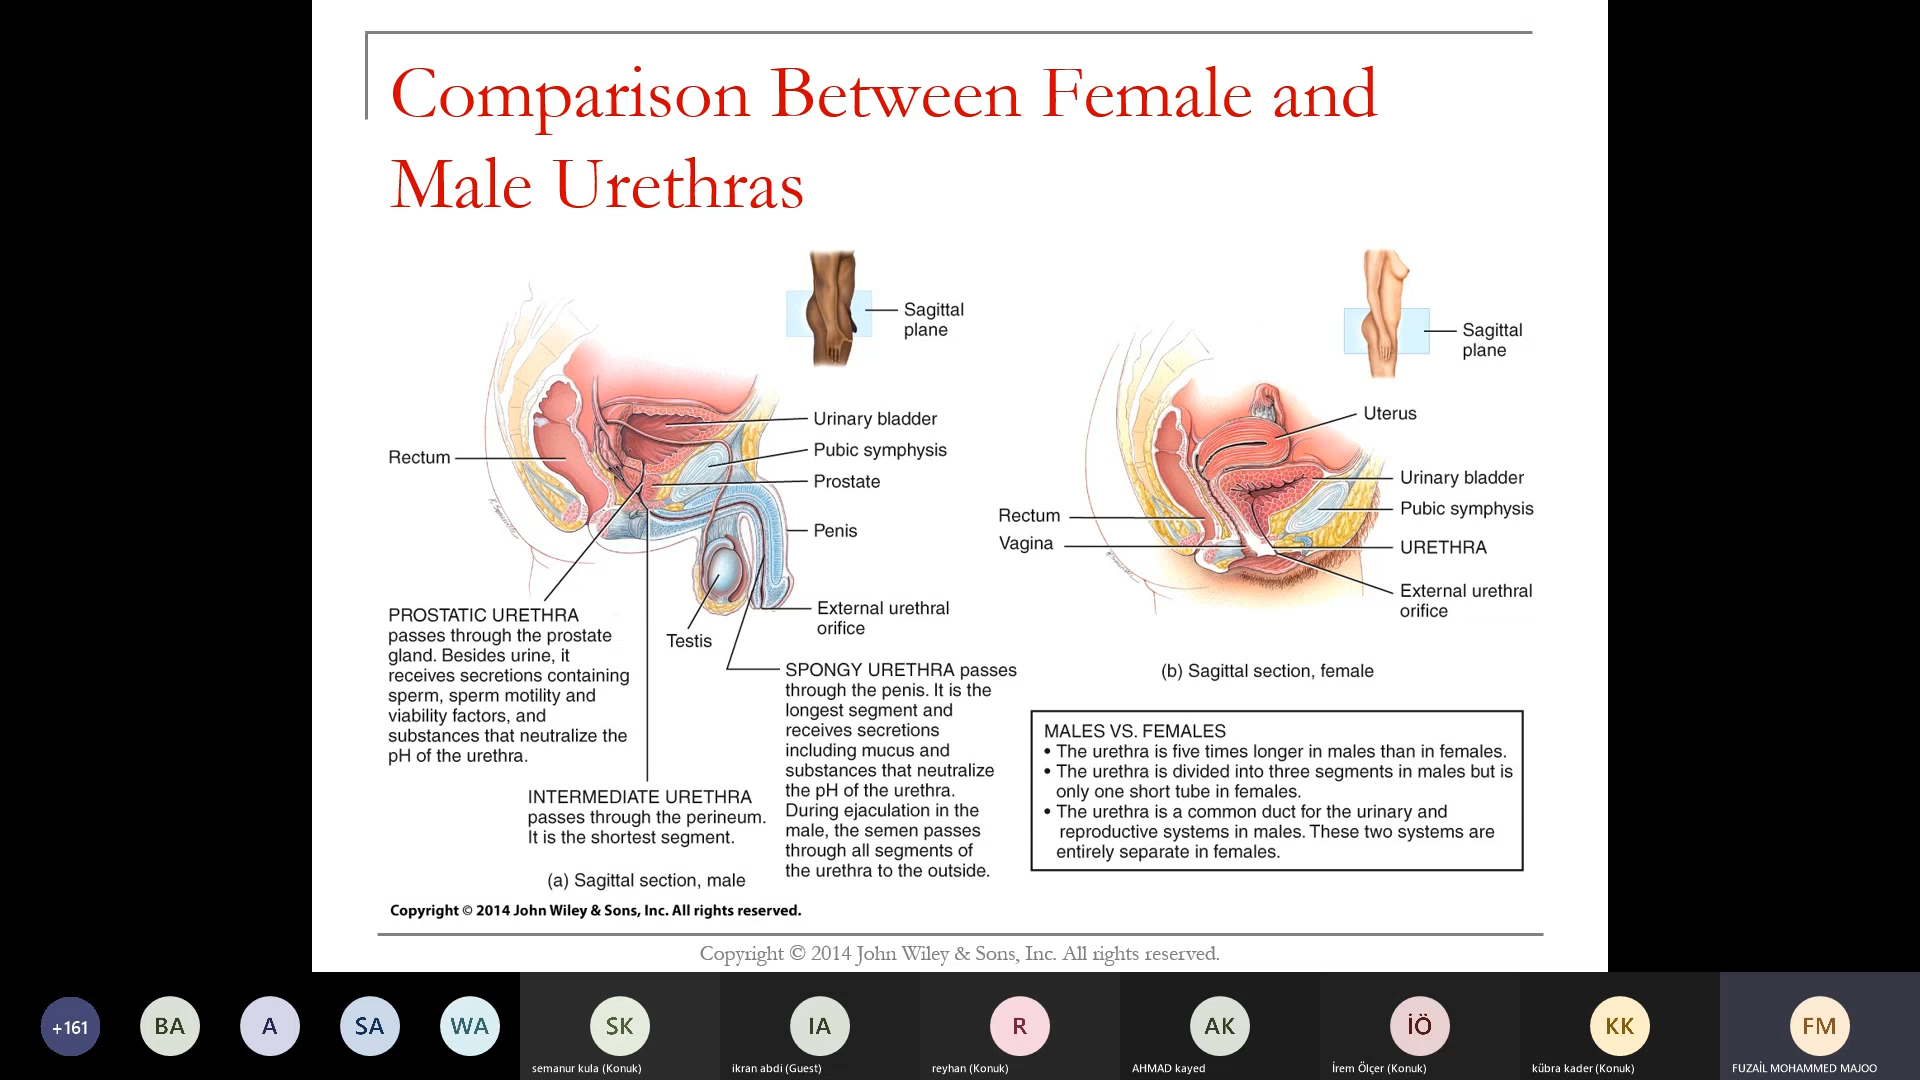 Comparison Between Female and
Male Urethras
Sagittal
plane
Urinary bladder
Pubic symphysis
Prostate
Rectum
Penis
External urethral
orifice
Testis
PROSTATIC URETHRA
passes through the prostate
gland. Besides urine, it
receives secretions containing
sperm, sperm motility and
viability factors, and
substances that neutralize the
pH of the urethra.
INTERMEDIATE URETHRA
passes through the perineum.
It is the shortest segment.
SPONGY URETHRA passes
through the penis. It is the
longest segment and
receives secretions
including mucus and
substances that neutralize
the pH of the urethra.
During ejaculation in the
male, the semen passes
through all segments of
the urethra to the outside.
(a) Sagittal section, male
Sagittal
plane
Uterus
Urinary bladder
Pubic symphysis
Rectum
Vagina
URETHRA
External urethral
orifice
(b) Sagittal section, female
MALES VS. FEMALES
• The urethra is five times longer in males than in females.
• The urethra is divided into three segments in males but is
only one short tube in females.
• The urethra is a common duct for the urinary and
reproductive systems in males. These two systems are
entirely separate in females.
Copyright © 2014 John Wiley & Sons, Inc. All rights reserved.
Copyright © 2014 John Wiley & Sons, Inc. All rights reserved.
+161
BA
A
SA
WA
SK
semanur kula (Konuk)
IA
ikran abdi (Guest)
R
reyhan (Konuk)
AK
AHMAD kayed
İÖ
İrem Ölçer (Konuk)
KK
kübra kader (Konuk)
FM
FUZAİL MOHAMMED MAJOO